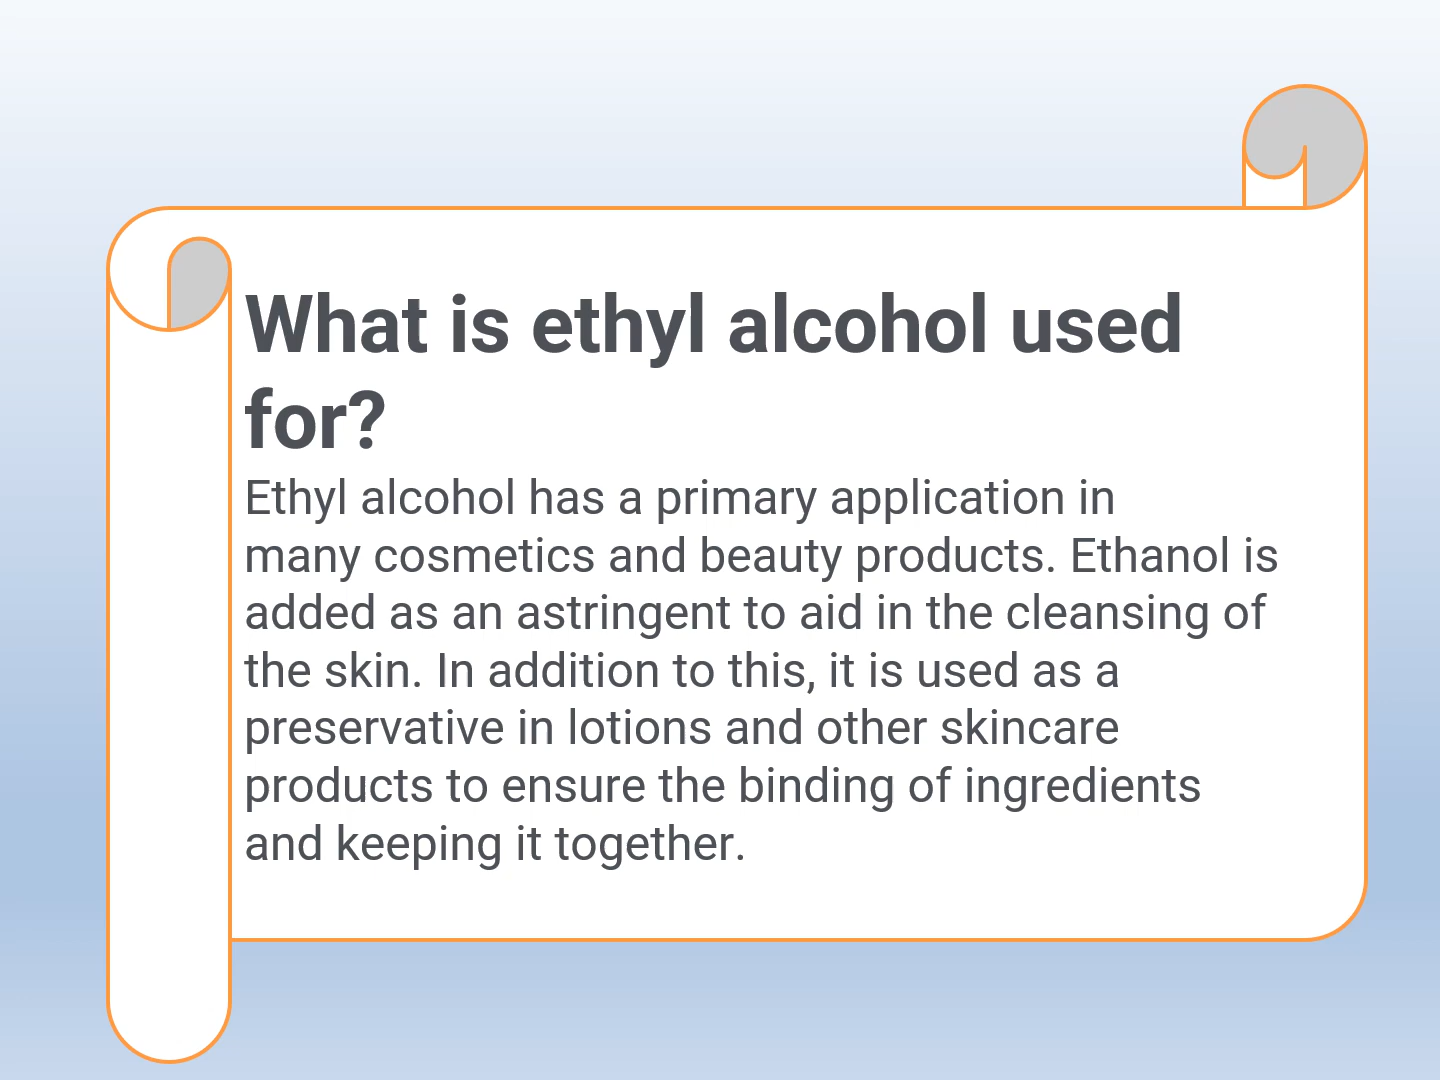 What is ethyl alcohol used
for?
Ethyl alcohol has a primary application in
many cosmetics and beauty products. Ethanol is
added as an astringent to aid in the cleansing of
the skin. In addition to this, it is used as a
preservative in lotions and other skincare
products to ensure the binding of ingredients
and keeping it together.